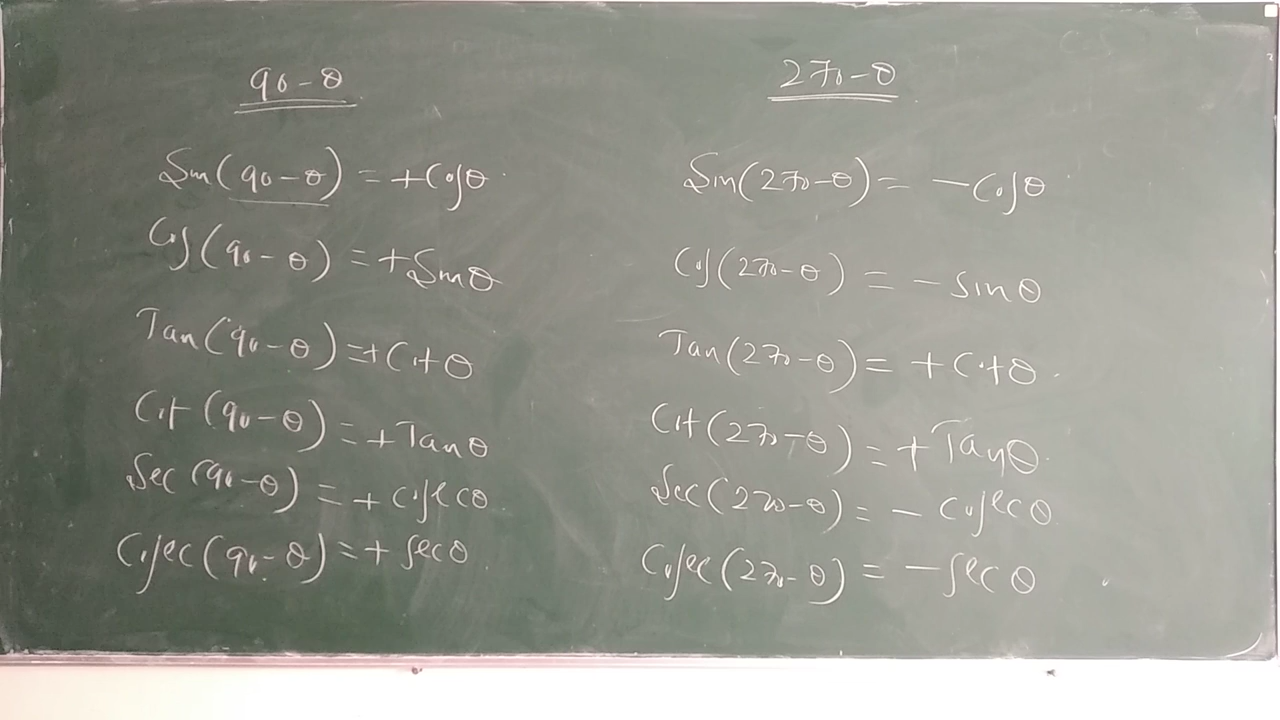 90-θ
Sin(90-θ) = +Cosθ
Cos(90-θ) = +Sinθ
Tan(90-θ) = +Cotθ
Cot(90-θ) = +Tanθ
Sec(90-θ) = +Cosecθ
Cosec(90-θ) = +Secθ
270-θ
Sin(270-θ) = -Cosθ
Cos(270-θ) = -Sinθ
Tan(270-θ) = +Cotθ
Cot(270-θ) = +Tanθ
Sec(270-θ) = -Cosecθ
Cosec(270-θ) = -Secθ